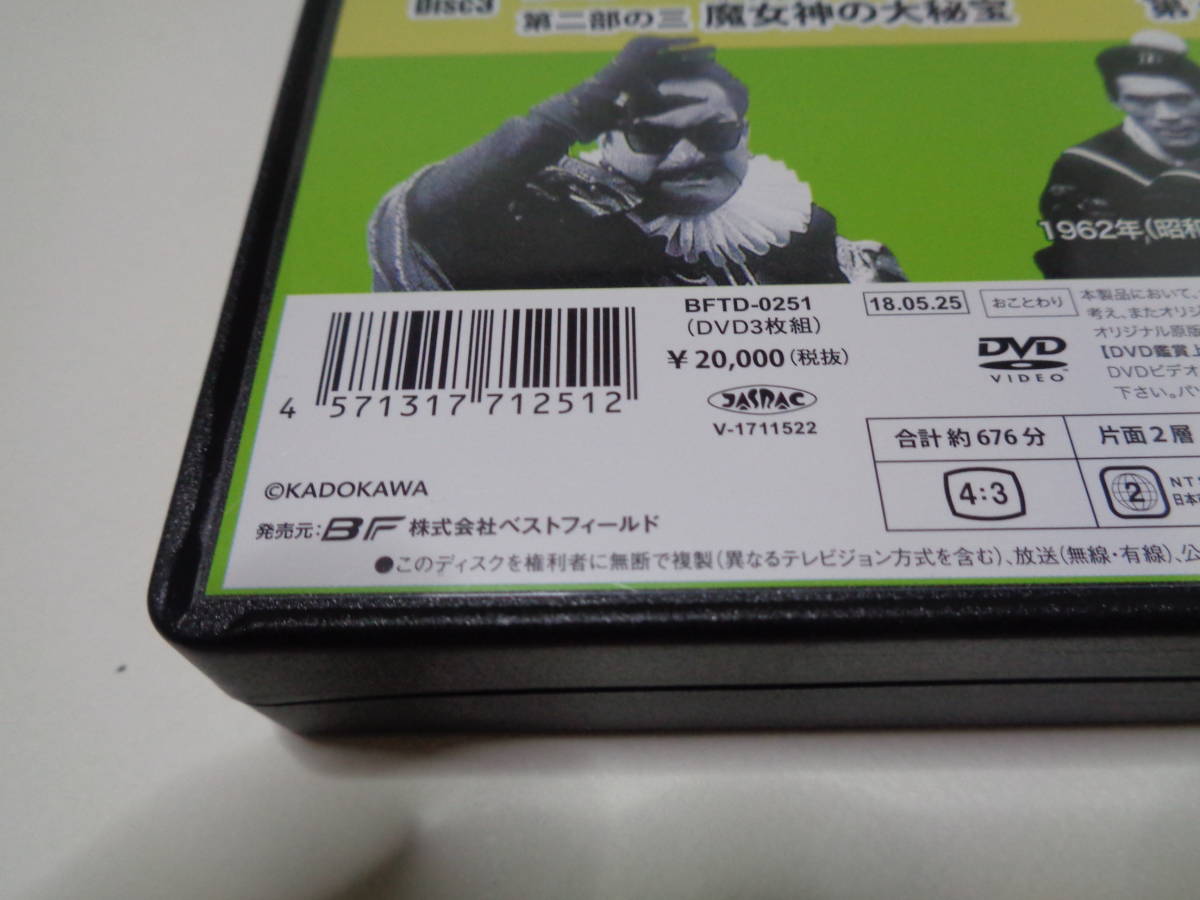 Disc3
第二部の三 魔女神の大秘宝
第
1962年(昭和
BFTD-0251
(DVD3枚組)
¥20,000(税抜)
JASRAC
V-1711522
4 571317 712512
18.05.25
おことわり
本製品において、
考え、またオリジ
オリジナル原版
【DVD鑑賞上
DVDビデオ
下さい。パソ
DVD
VIDEO
合計 約676分
片面2層
4:3
2
NTS
日本
©KADOKAWA
発売元: BF 株式会社ベストフィールド
●このディスクを権利者に無断で複製(異なるテレビジョン方式を含む)、放送(無線・有線)、公